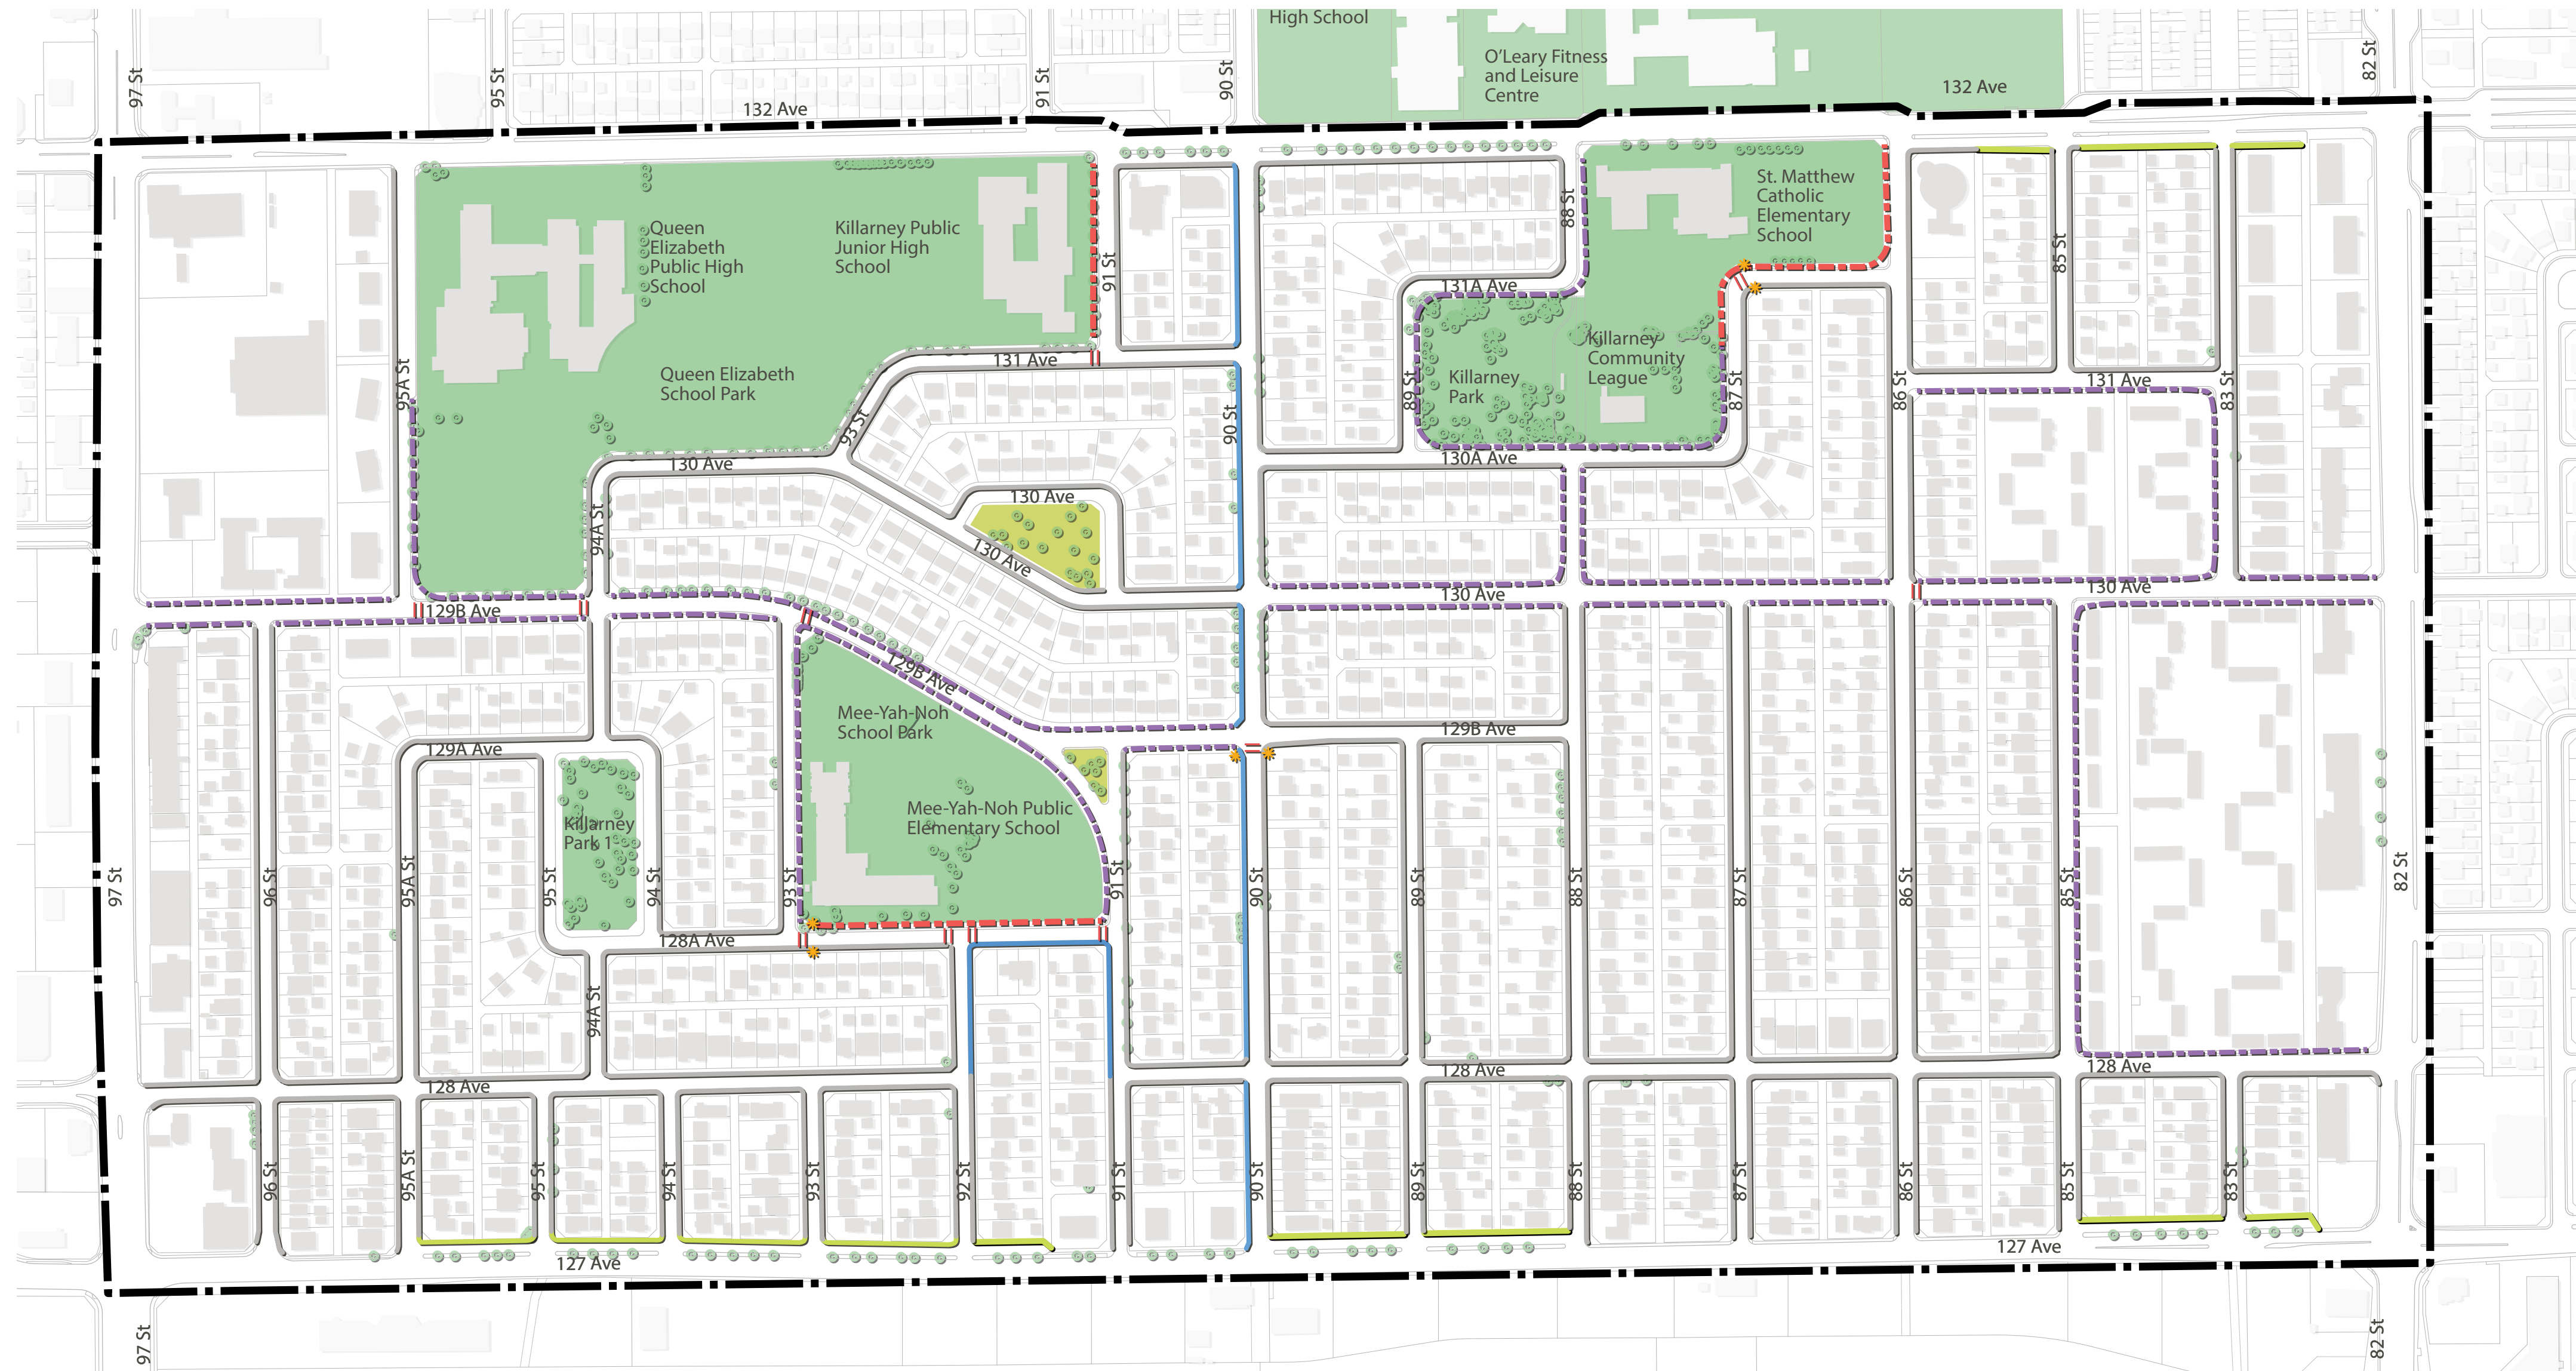 High School
O'Leary Fitness
and Leisure
Centre
97 St
95 St
91 St
90 St
82 St
132 Ave
132 Ave
Queen
Elizabeth
Public High
School
Killarney Public
Junior High
School
St. Matthew
Catholic
Elementary
School
88 St
85 St
91 St
131A Ave
131 Ave
Killarney
Community
League
Killarney
Park
Queen Elizabeth
School Park
95A St
89 St
87 St
86 St
131 Ave
83 St
93 St
90 St
130 Ave
130A Ave
130 Ave
94A St
130 Ave
129B Ave
130 Ave
130 Ave
129B Ave
Mee-Yah-Noh
School Park
129A Ave
129B Ave
Killarney
Park 1
Mee-Yah-Noh Public
Elementary School
97 St
96 St
95A St
95 St
94 St
93 St
91 St
90 St
89 St
88 St
87 St
86 St
85 St
82 St
128A Ave
94A St
128 Ave
128 Ave
128 Ave
96 St
95A St
95 St
94 St
93 St
92 St
91 St
90 St
89 St
88 St
87 St
86 St
85 St
83 St
127 Ave
127 Ave
97 St
82 St